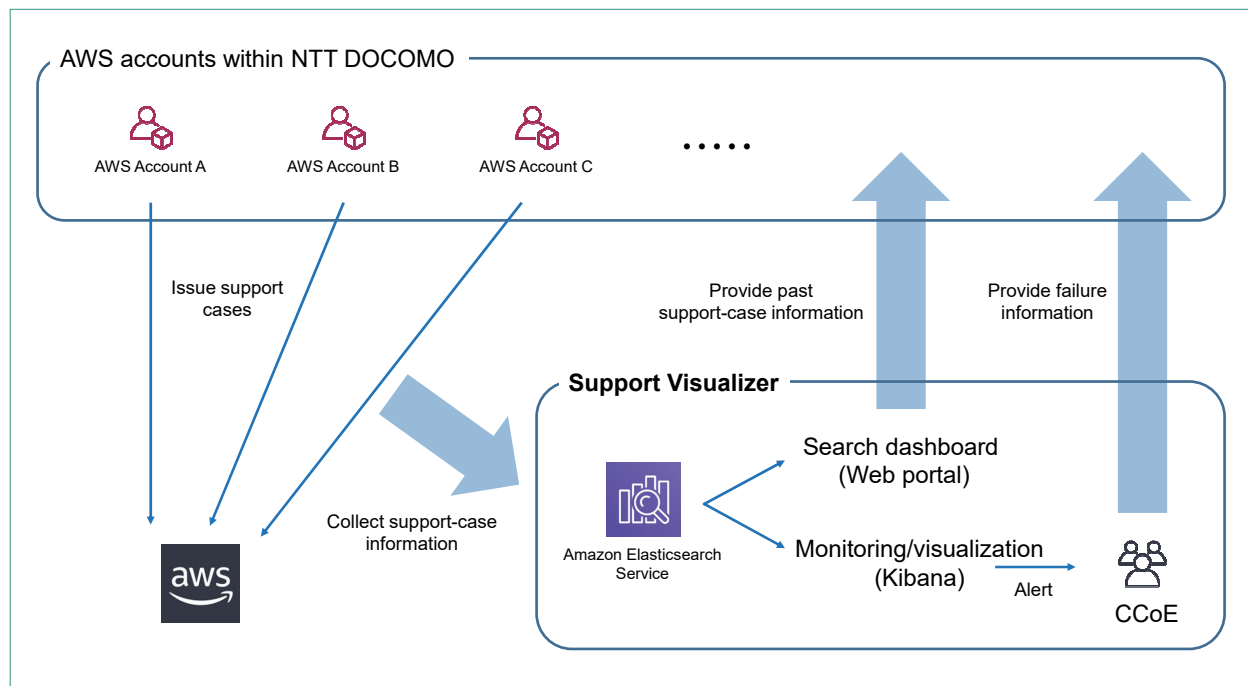 AWS accounts within NTT DOCOMO
AWS Account A
AWS Account B
AWS Account C
.....
Issue support
cases
Provide past
support-case information
Provide failure
information
Collect support-case
information
aws
Support Visualizer
Amazon Elasticsearch
Service
Search dashboard
(Web portal)
Monitoring/visualization
(Kibana)
Alert
CCoE